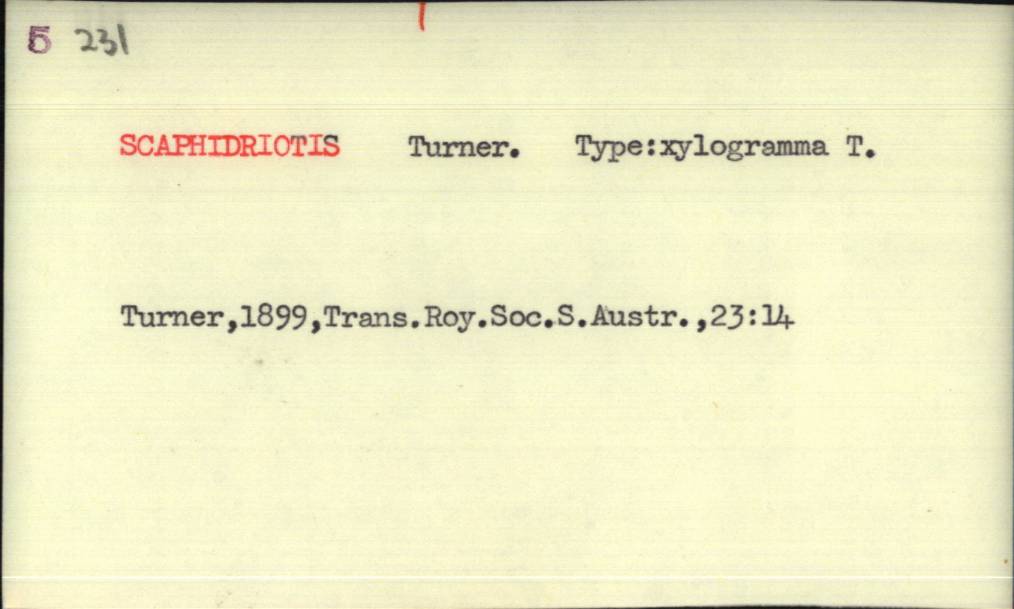 5 231
SCAPHIDRIOTIS Turner. Type:xylogramma T.
Turner,1899,Trans.Roy.Soc.S.Austr.,23:14